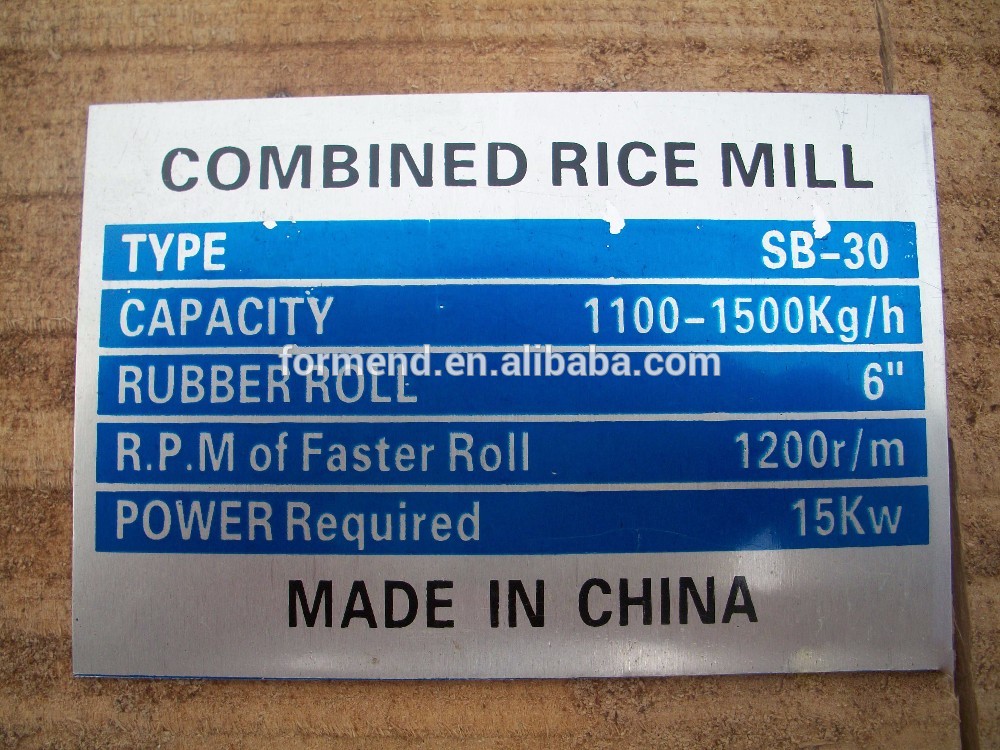 COMBINED RICE MILL
TYPE SB-30
CAPACITY 1100-1500Kg/h
formend.en.alibaba.com
RUBBER ROLL 6"
R.P.M of Faster Roll 1200r/m
POWER Required 15Kw
MADE IN CHINA